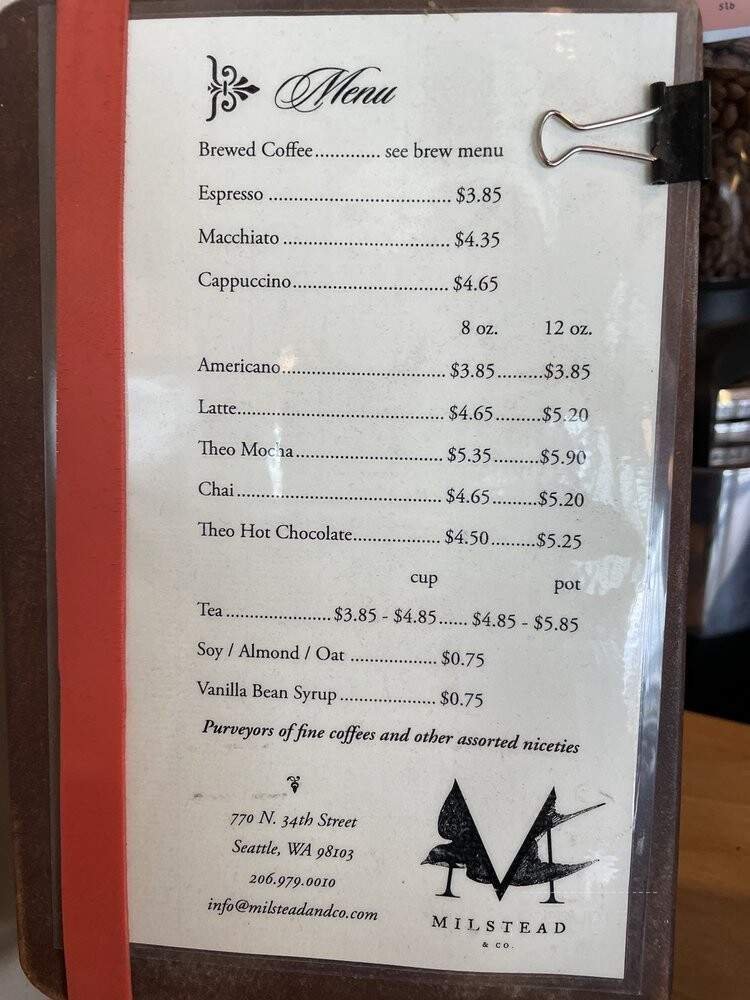 5lb
Menu
Brewed Coffee............. see brew menu
Espresso .................................... $3.85
Macchiato ................................. $4.35
Cappuccino............................... $4.65
8 oz. 12 oz.
Americano................................ $3.85.........$3.85
Latte......................................... $4.65.........$5.20
Theo Mocha............................. $5.35.........$5.90
Chai......................................... $4.65.........$5.20
Theo Hot Chocolate................. $4.50.........$5.25
cup pot
Tea ..................... $3.85 - $4.85...... $4.85 - $5.85
Soy / Almond / Oat ................. $0.75
Vanilla Bean Syrup................... $0.75
Purveyors of fine coffees and other assorted niceties
770 N. 34th Street
Seattle, WA 98103
206.979.0010
info@milsteadandco.com
M
MILSTEAD
& CO.